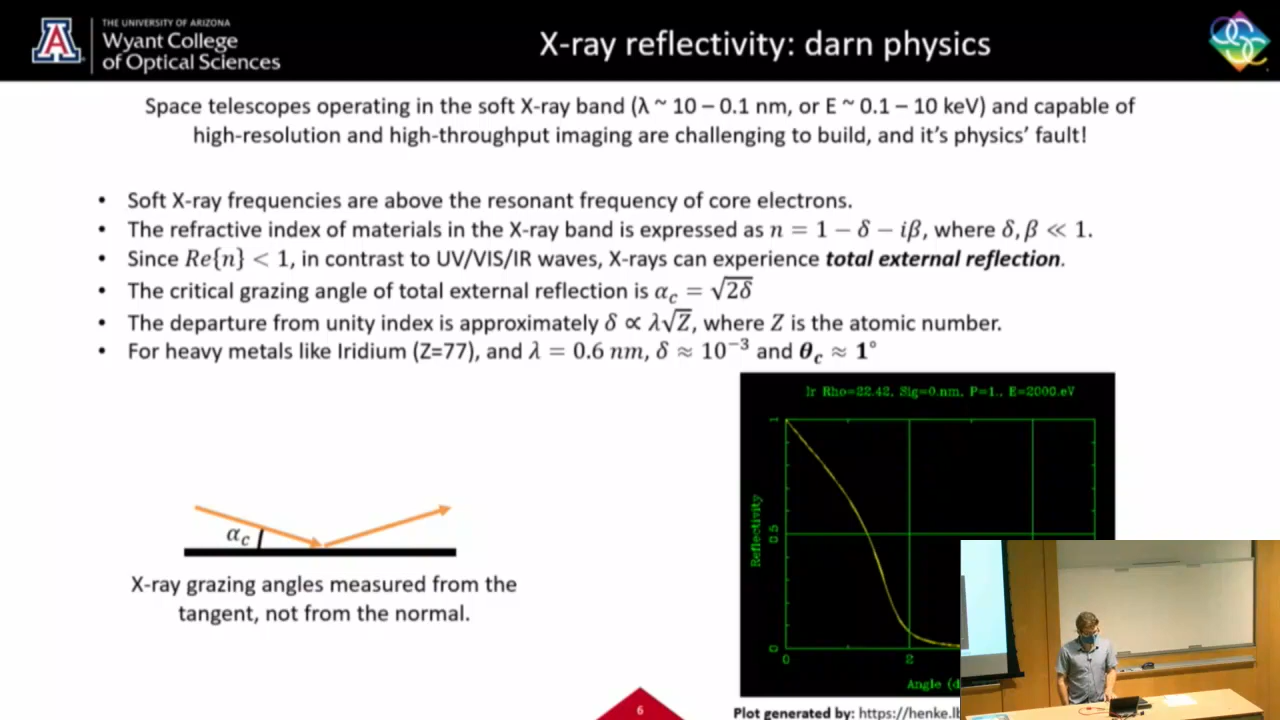 THE UNIVERSITY OF ARIZONA
Wyant College
of Optical Sciences
X-ray reflectivity: darn physics
Space telescopes operating in the soft X-ray band (λ ~ 10 – 0.1 nm, or E ~ 0.1 – 10 keV) and capable of
high-resolution and high-throughput imaging are challenging to build, and it's physics' fault!
• Soft X-ray frequencies are above the resonant frequency of core electrons.
• The refractive index of materials in the X-ray band is expressed as n = 1 − δ − iβ, where δ, β ≪ 1.
• Since Re{n} < 1, in contrast to UV/VIS/IR waves, X-rays can experience total external reflection.
• The critical grazing angle of total external reflection is α_c = √2δ
• The departure from unity index is approximately δ ∝ λ√Z, where Z is the atomic number.
• For heavy metals like Iridium (Z=77), and λ = 0.6 nm, δ ≈ 10⁻³ and θ_c ≈ 1°
Ir Rho=22.42, Sig=0.nm, P=1., E=2000.eV
1
Reflectivity
0.5
0
0
2
Angle (d
α_c
X-ray grazing angles measured from the
tangent, not from the normal.
6
Plot generated by: https://henke.lb